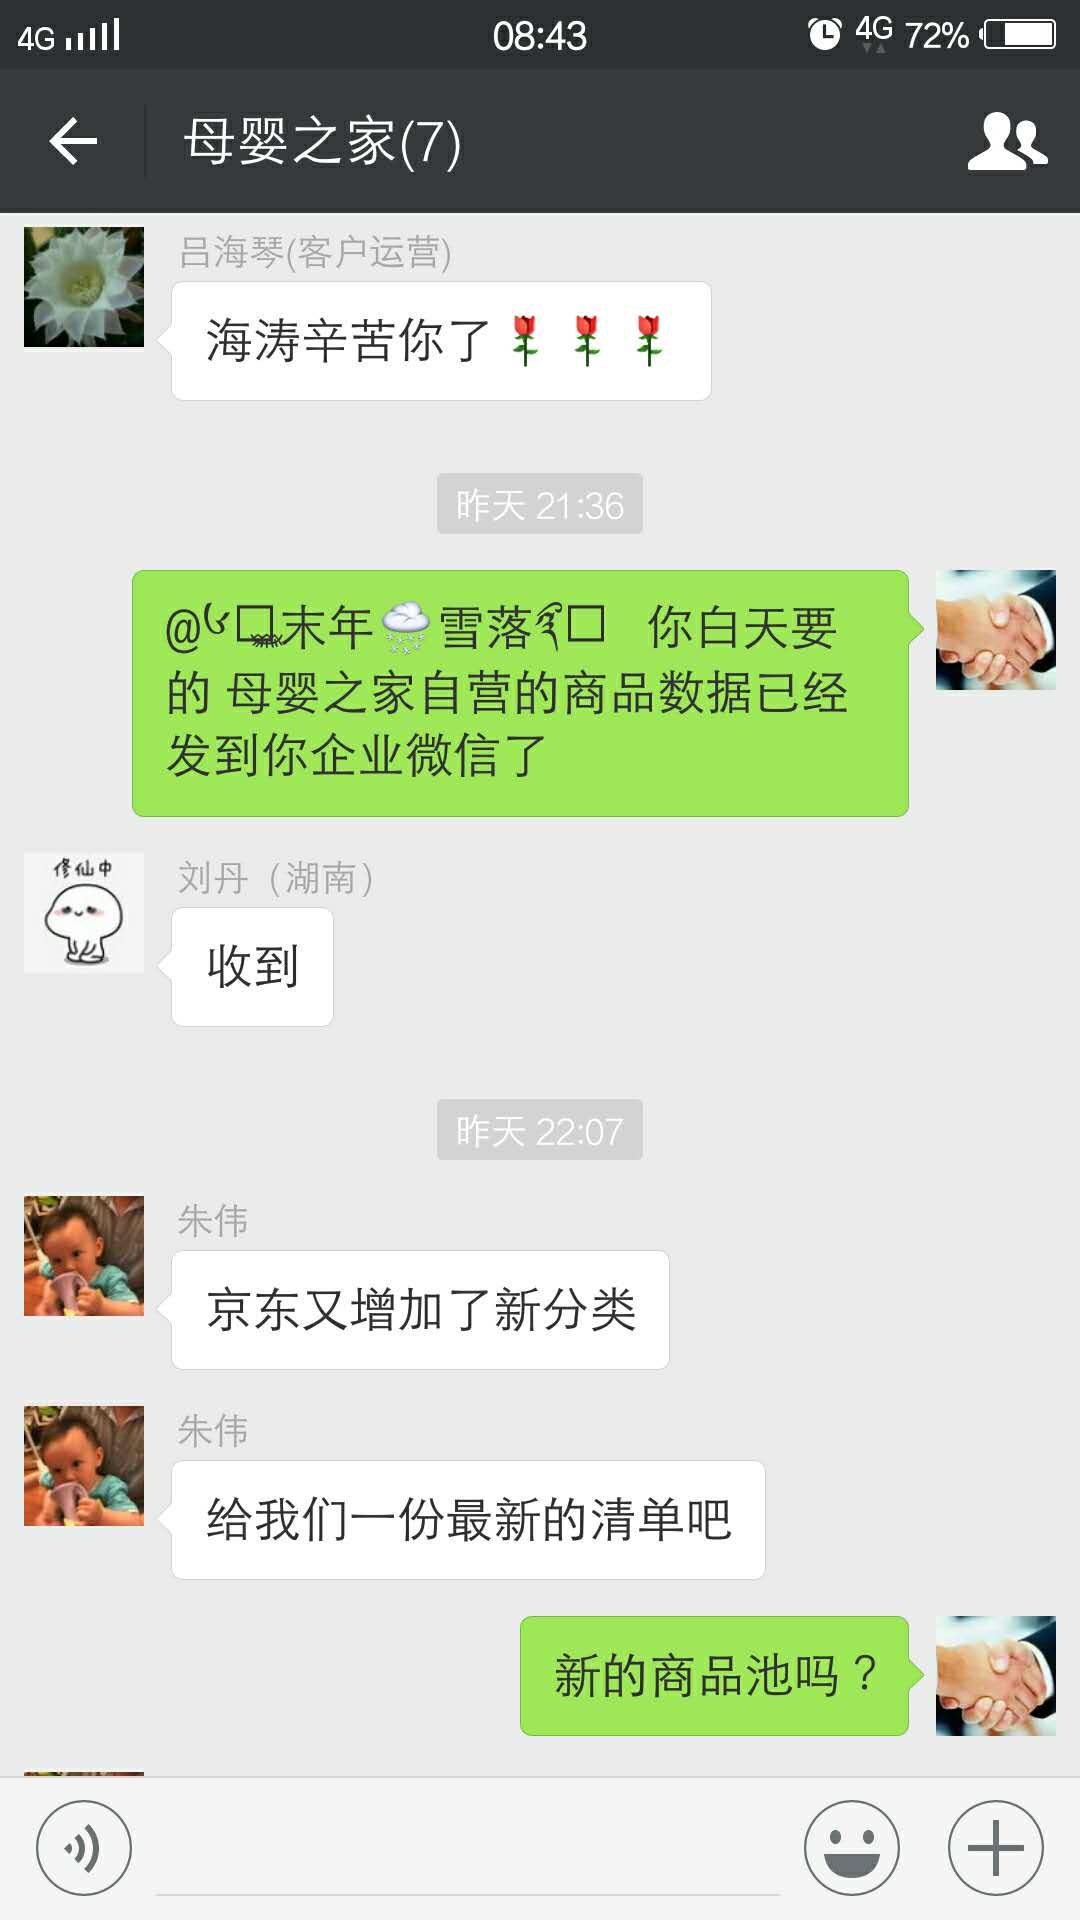 4G 08:43 4G 72%
母婴之家(7)
吕海琴(客户运营)
海涛辛苦你了🌹🌹🌹
昨天 21:36
@末年🌨雪落 你白天要
的 母婴之家自营的商品数据已经
发到你企业微信了
修仙中
刘丹（湖南）
收到
昨天 22:07
朱伟
京东又增加了新分类
朱伟
给我们一份最新的清单吧
新的商品池吗？